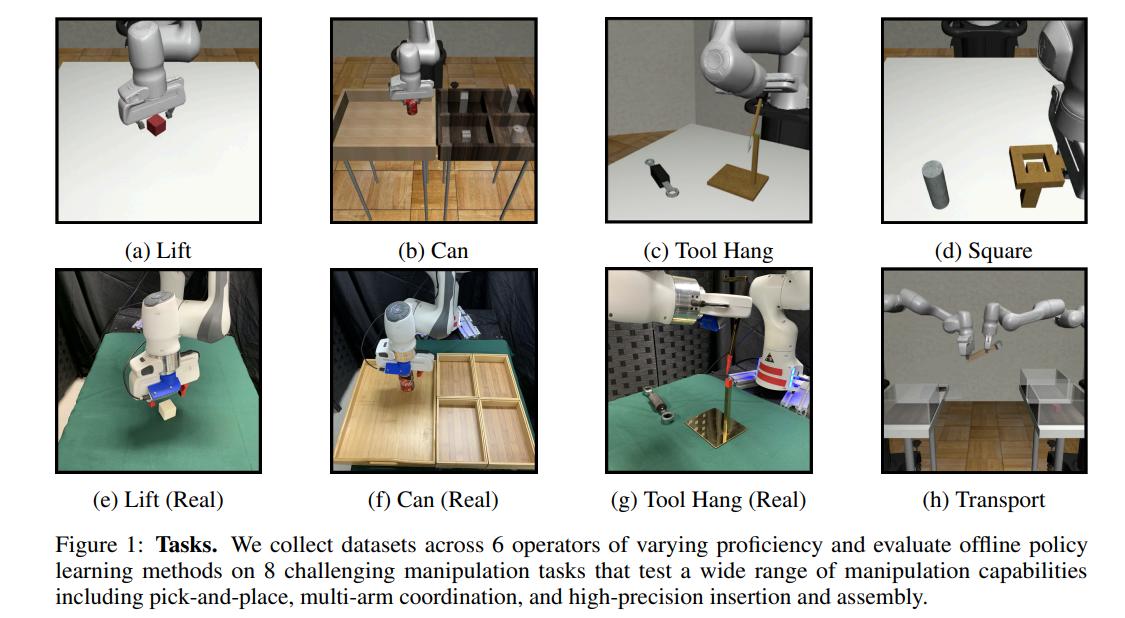 (a) Lift
(b) Can
(c) Tool Hang
(d) Square
(e) Lift (Real)
(f) Can (Real)
(g) Tool Hang (Real)
(h) Transport
Figure 1: Tasks. We collect datasets across 6 operators of varying proficiency and evaluate offline policy
learning methods on 8 challenging manipulation tasks that test a wide range of manipulation capabilities
including pick-and-place, multi-arm coordination, and high-precision insertion and assembly.